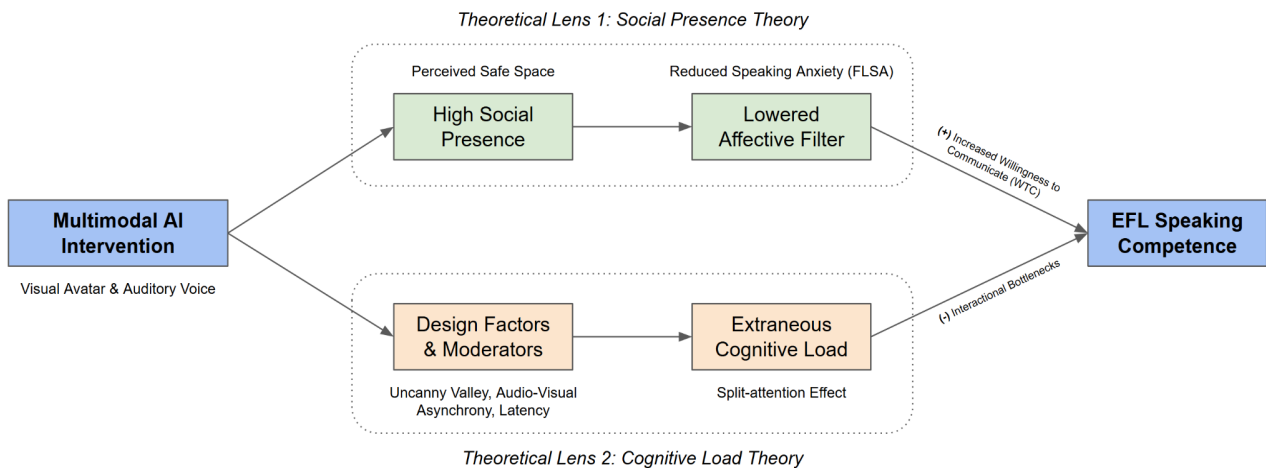 Theoretical Lens 1: Social Presence Theory
Perceived Safe Space
Reduced Speaking Anxiety (FLSA)
High Social
Presence
Lowered
Affective Filter
(+) Increased Willingness to
Communicate (WTC)
Multimodal AI
Intervention
Visual Avatar & Auditory Voice
EFL Speaking
Competence
(-) Interactional Bottlenecks
Design Factors
& Moderators
Extraneous
Cognitive Load
Uncanny Valley, Audio-Visual
Asynchrony, Latency
Split-attention Effect
Theoretical Lens 2: Cognitive Load Theory